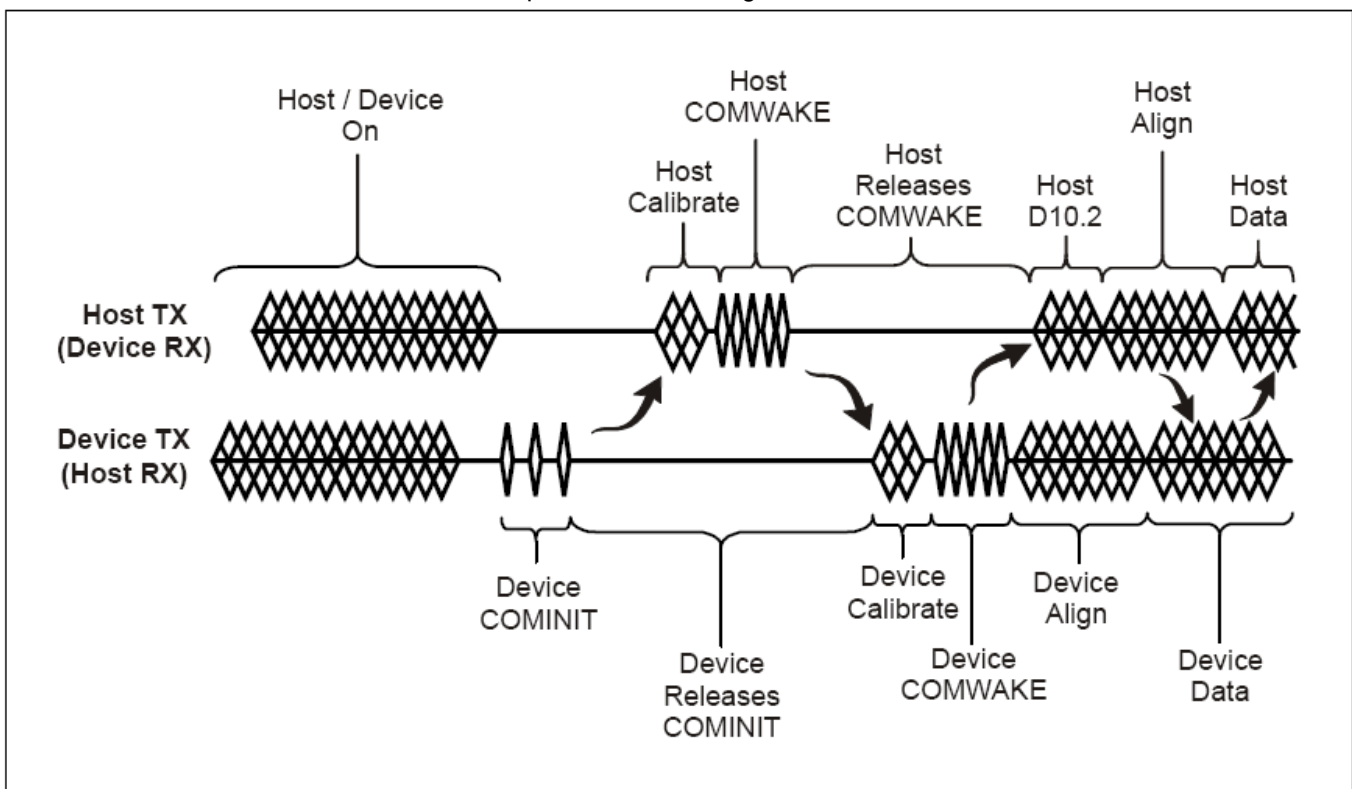 Host / Device
On
Host
COMWAKE
Host
Calibrate
Host
Releases
COMWAKE
Host
D10.2
Host
Align
Host
Data
Host TX
(Device RX)
Device TX
(Host RX)
Device
COMINIT
Device
Releases
COMINIT
Device
Calibrate
Device
COMWAKE
Device
Align
Device
Data